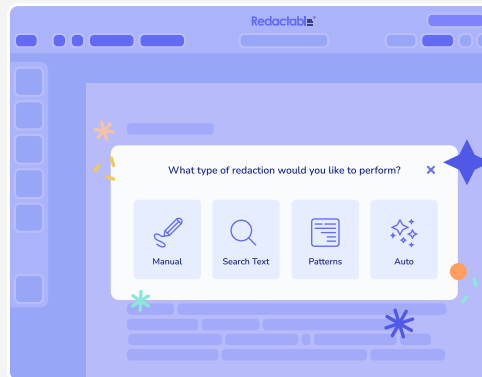 Redactable
What type of redaction would you like to perform?
Manual
Search Text
Patterns
Auto